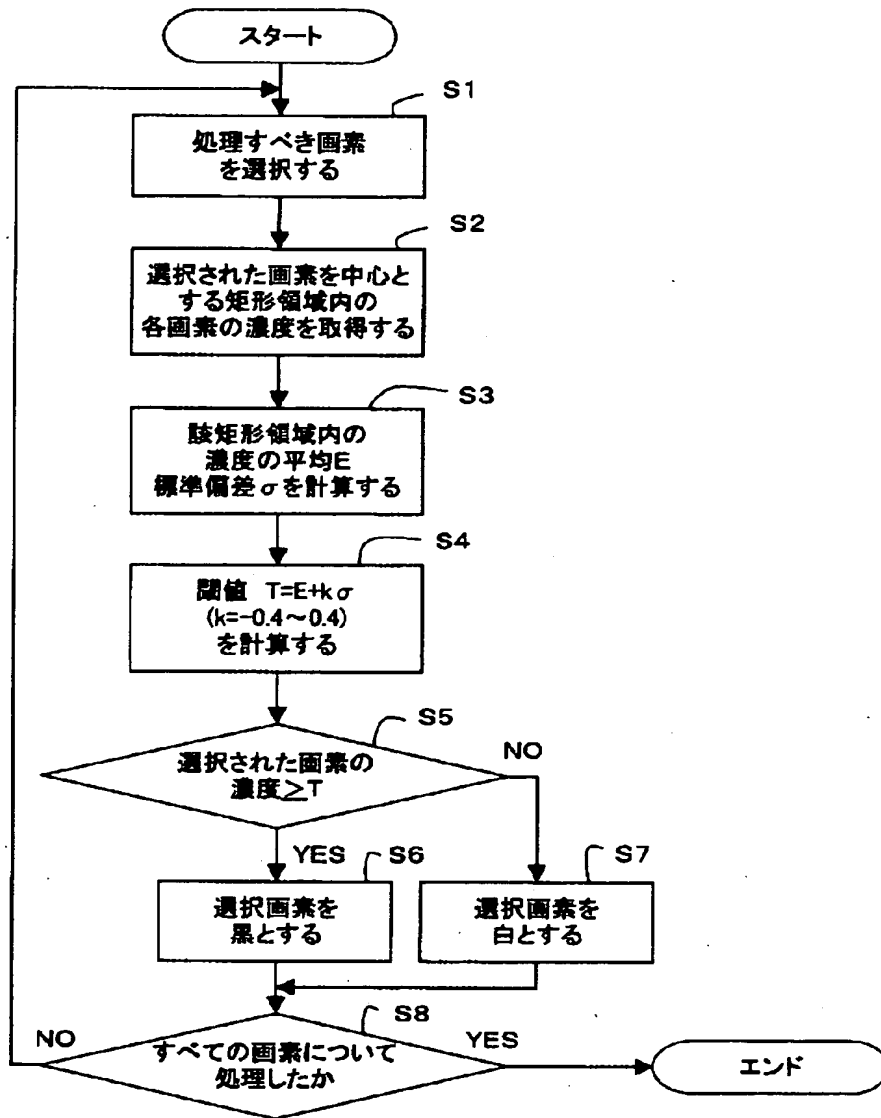 スタート
S1
処理すべき画素
を選択する
S2
選択された画素を中心と
する矩形領域内の
各画素の濃度を取得する
S3
該矩形領域内の
濃度の平均E
標準偏差σを計算する
S4
閾値 T=E+kσ
(k=-0.4~0.4)
を計算する
S5
選択された画素の
濃度≥T
NO
YES
S6
選択画素を
黒とする
S7
選択画素を
白とする
S8
すべての画素について
処理したか
NO
YES
エンド